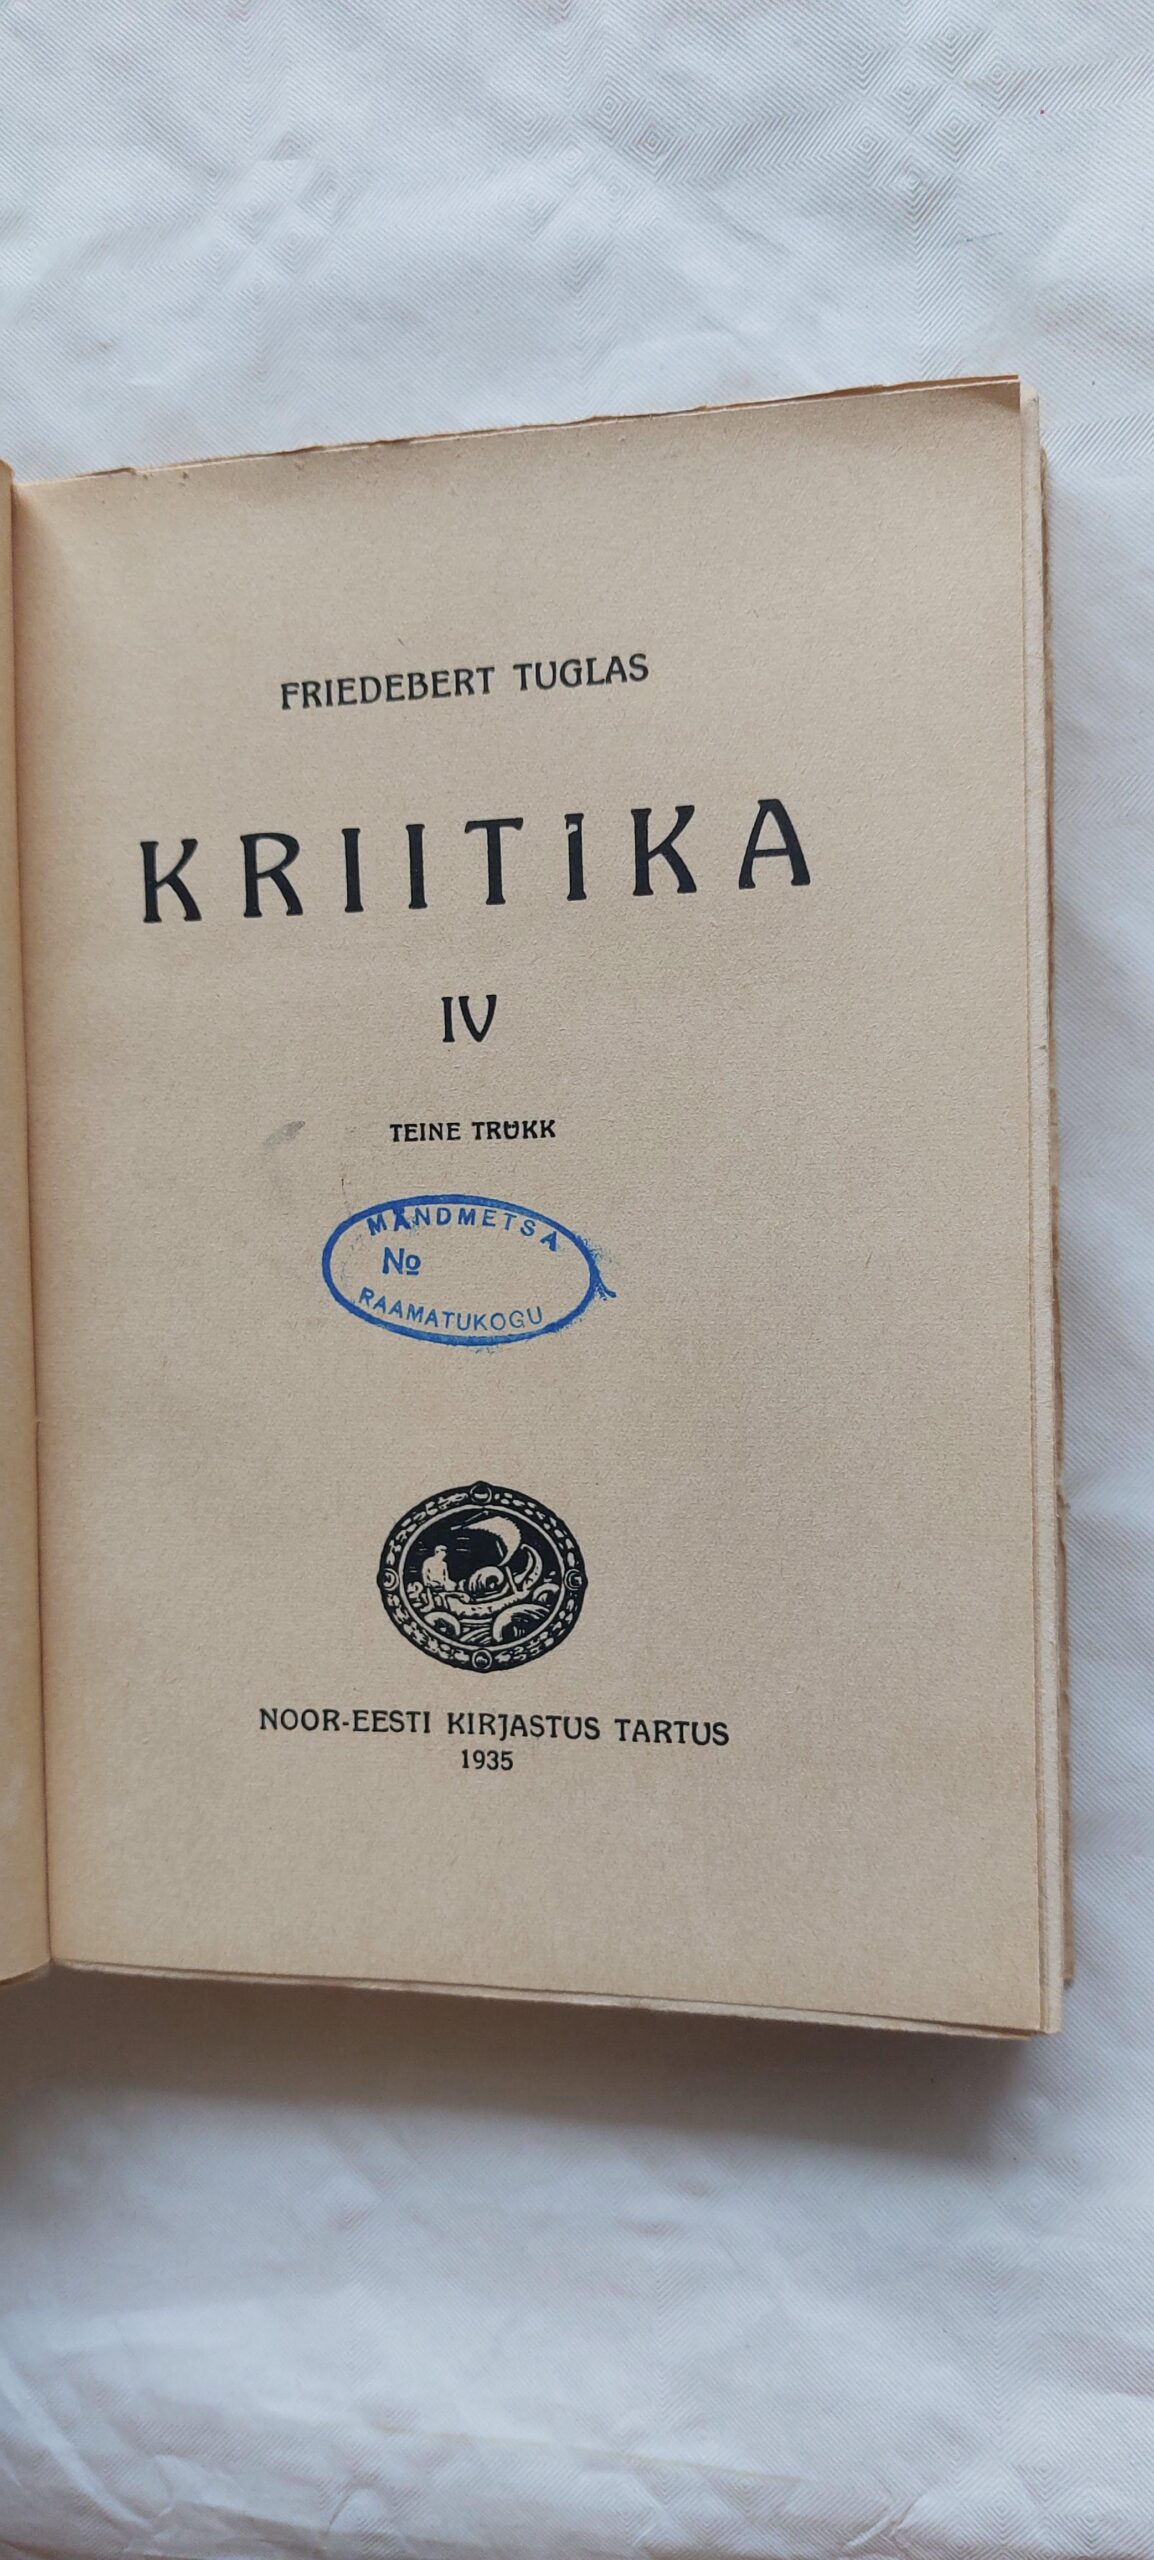 FRIEDEBERT TUGLAS
KRIITIKA
IV
TEINE TRÜKK
MÄNDMETSA
№
RAAMATUKOGU
NOOR-EESTI KIRJASTUS TARTUS
1935